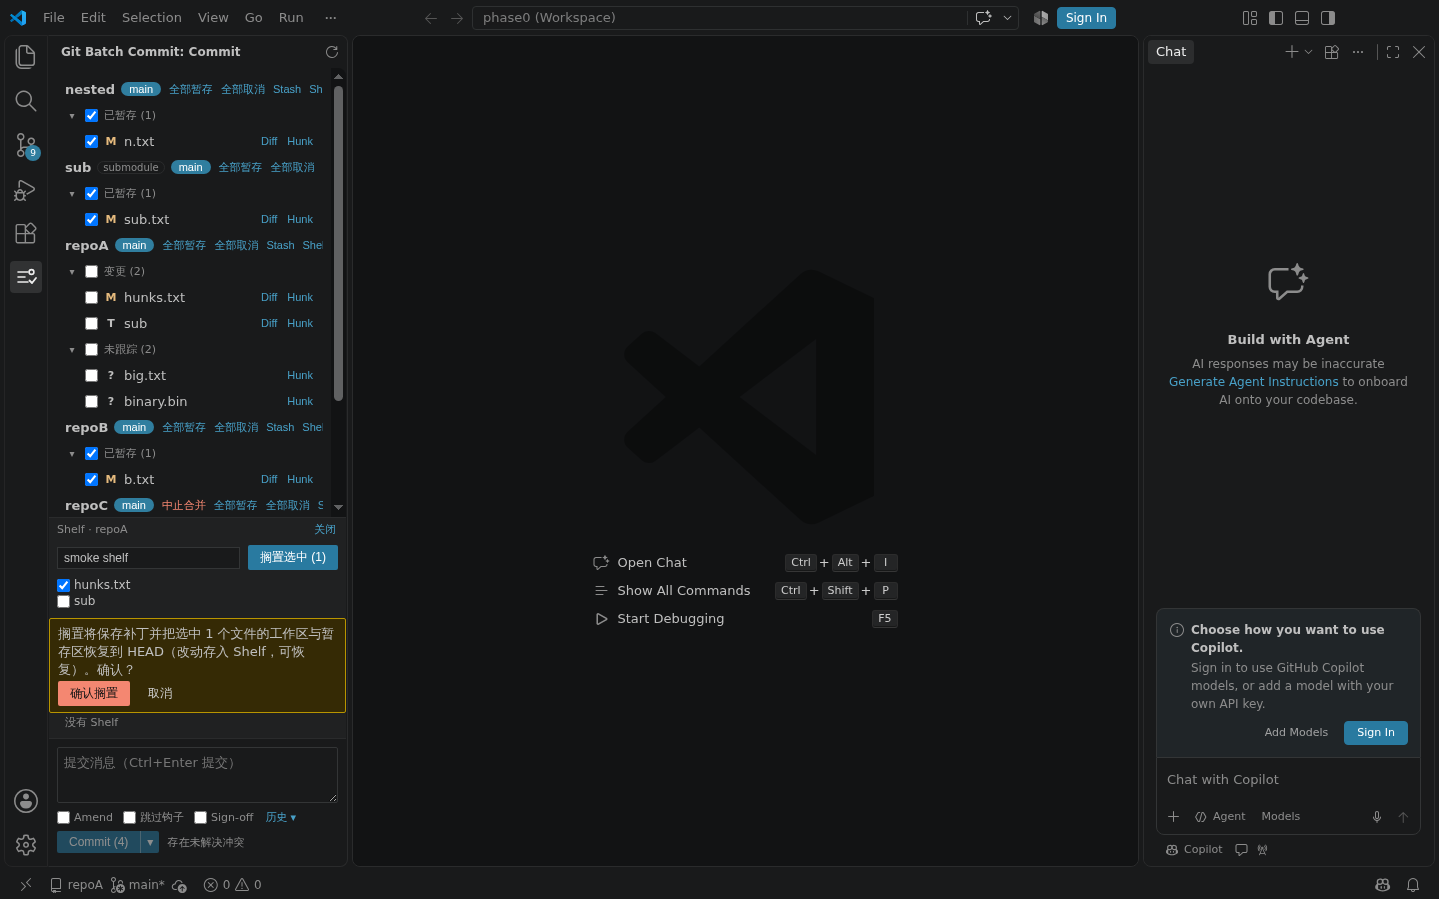 File Edit Selection View Go Run ···
phase0 (Workspace)
Sign In
Git Batch Commit: Commit
nested main 全部暂存 全部取消 Stash Sh
已暂存 (1)
M n.txt Diff Hunk
sub submodule main 全部暂存 全部取消
已暂存 (1)
M sub.txt Diff Hunk
repoA main 全部暂存 全部取消 Stash Shel
变更 (2)
M hunks.txt Diff Hunk
T sub Diff Hunk
未跟踪 (2)
? big.txt Hunk
? binary.bin Hunk
repoB main 全部暂存 全部取消 Stash Shel
已暂存 (1)
M b.txt Diff Hunk
repoC main 中止合并 全部暂存 全部取消 S
9
Shelf · repoA 关闭
smoke shelf 搁置选中 (1)
hunks.txt
sub
搁置将保存补丁并把选中 1 个文件的工作区与暂
存区恢复到 HEAD（改动存入 Shelf，可恢
复）。确认？
确认搁置 取消
没有 Shelf
提交消息（Ctrl+Enter 提交）
Amend 跳过钩子 Sign-off 历史 ▾
Commit (4) ▾ 存在未解决冲突
Open Chat Ctrl + Alt + I
Show All Commands Ctrl + Shift + P
Start Debugging F5
Chat
Build with Agent
AI responses may be inaccurate
Generate Agent Instructions to onboard
AI onto your codebase.
Choose how you want to use
Copilot.
Sign in to use GitHub Copilot
models, or add a model with your
own API key.
Add Models Sign In
Chat with Copilot
Agent Models
Copilot
repoA main* 0 0